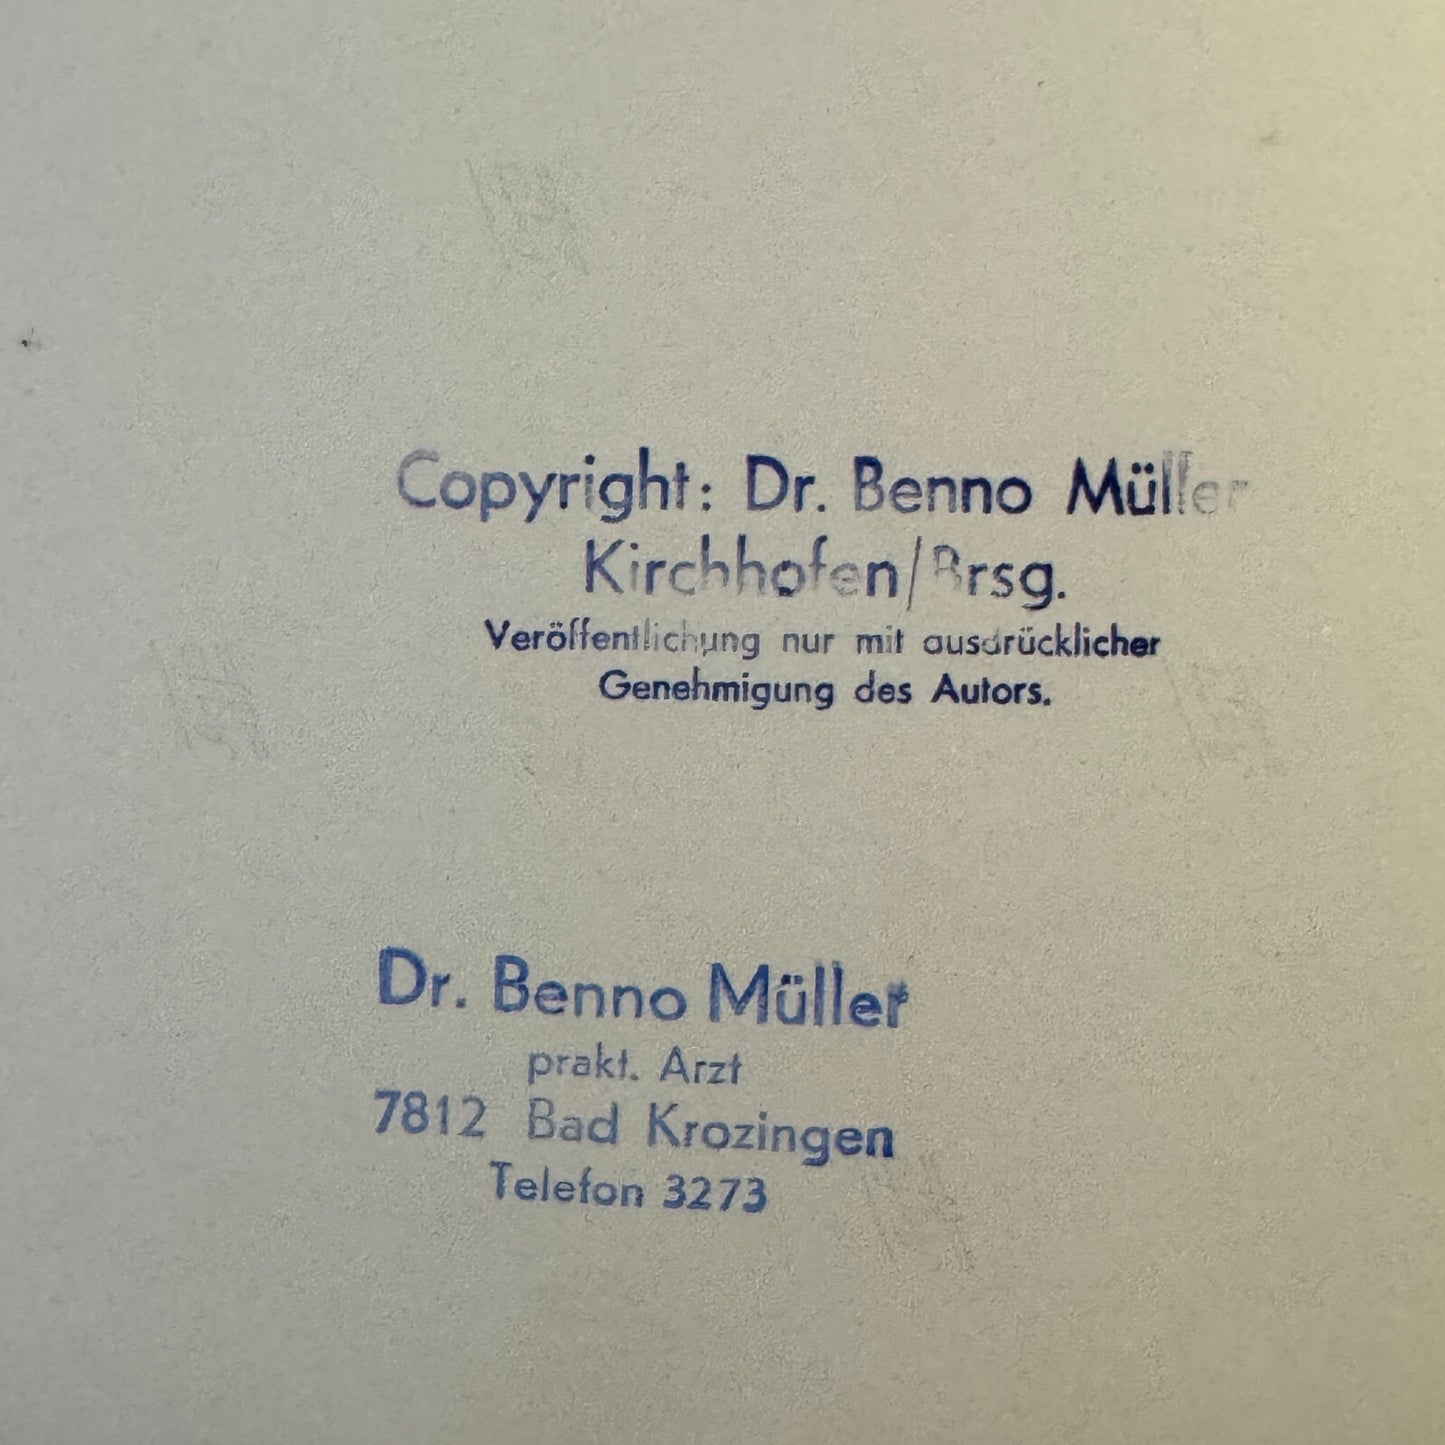 Copyright: Dr. Benno Müller
Kirchhofen/Brsg.
Veröffentlichung nur mit ausdrücklicher
Genehmigung des Autors.
Dr. Benno Müller
prakt. Arzt
7812 Bad Krozingen
Telefon 3273